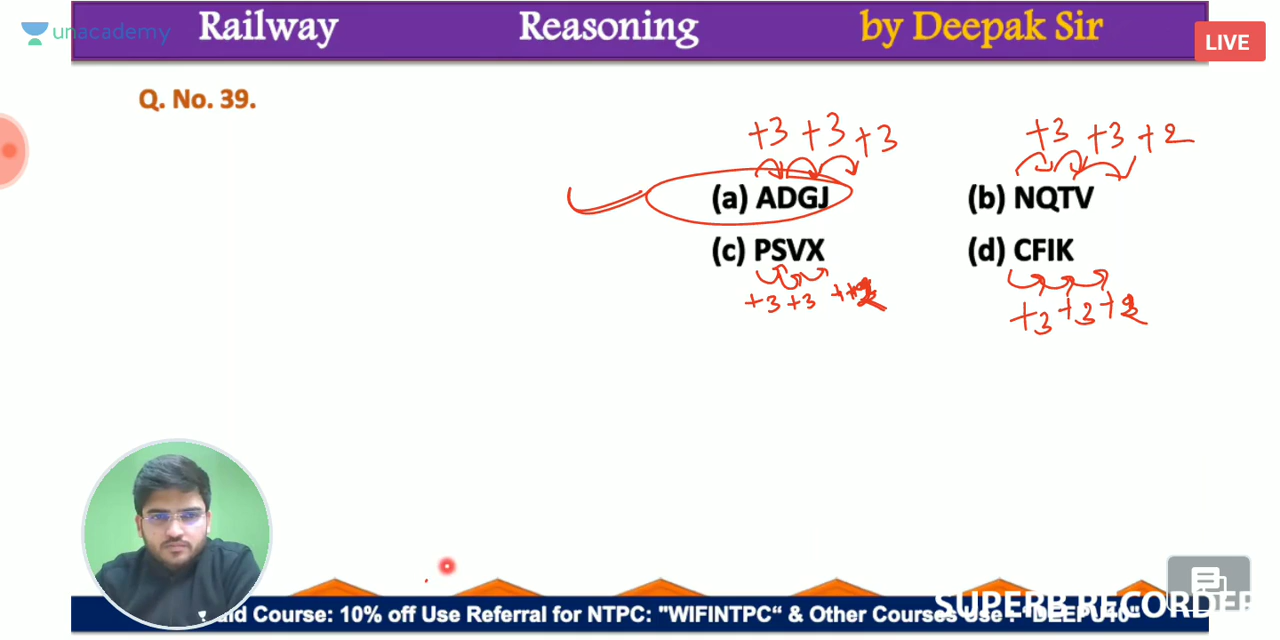 unacademy Railway Reasoning by Deepak Sir
LIVE
Q. No. 39.
+3 +3 +3 +3 +3 +2
(a) ADGJ (b) NQTV
(c) PSVX (d) CFIK
+3 +3 +3 +3
Course: 10% off Use Referral for NTPC: "WIFINTPC“ & Other Courses Use
SUPERB RECORDER